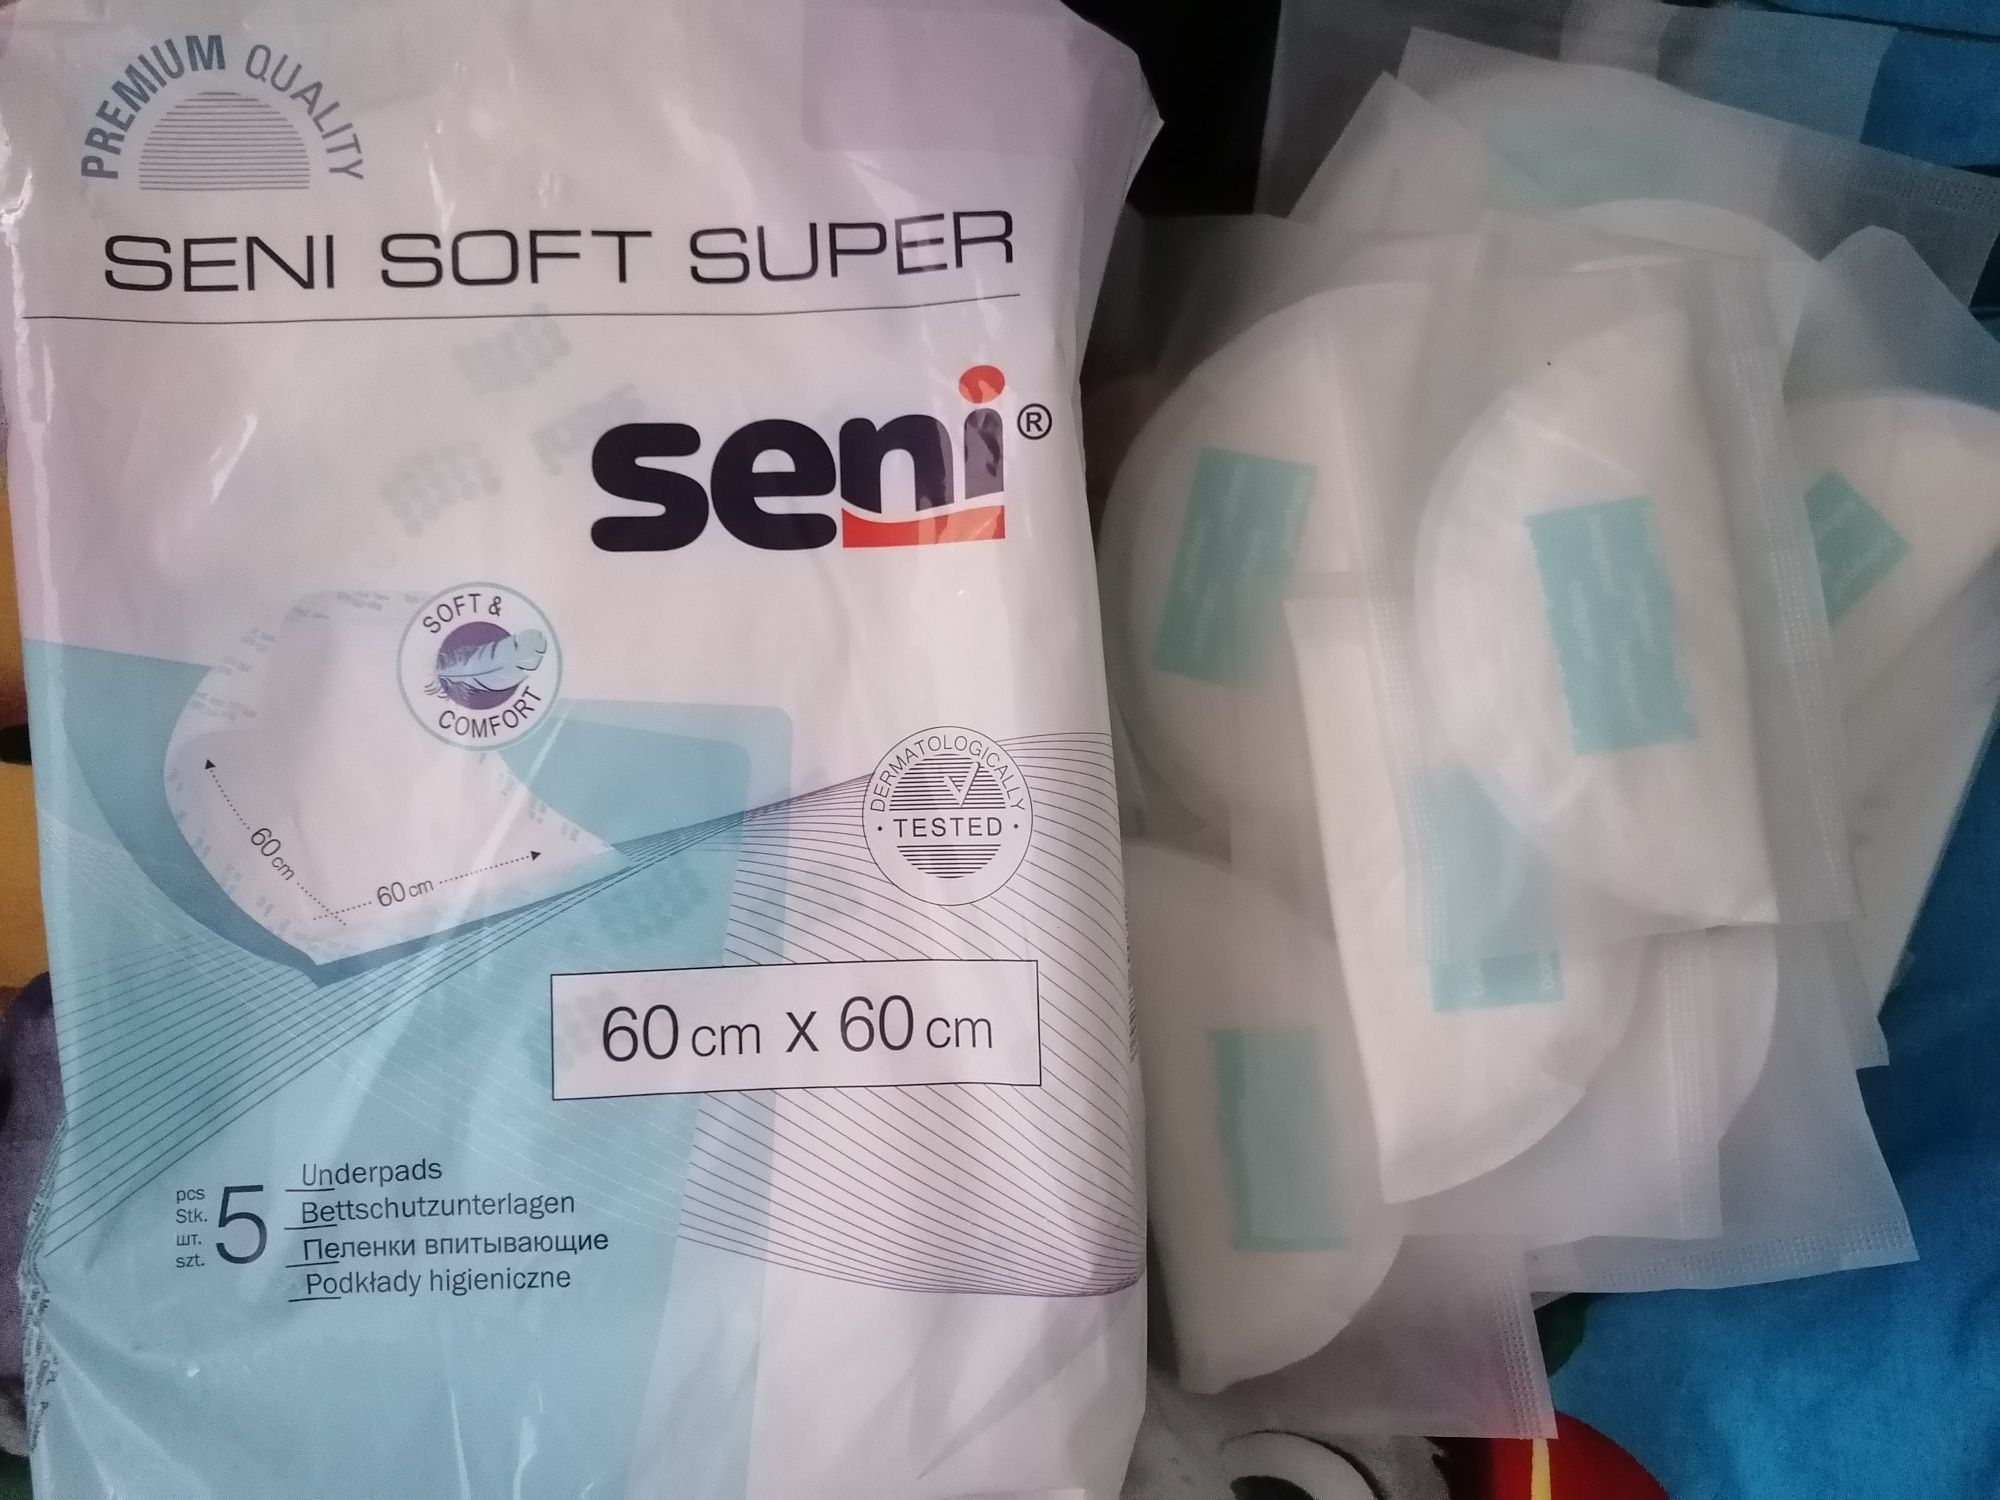 PREMIUM QUALITY
SENI SOFT SUPER
seni®
SOFT &
COMFORT
DERMATOLOGICALLY
· TESTED ·
60 cm
60 cm
60 cm x 60 cm
pcs
Stk.
шт.
szt.
5
Underpads
Bettschutzunterlagen
Пеленки впитывающие
Podkłady higieniczne